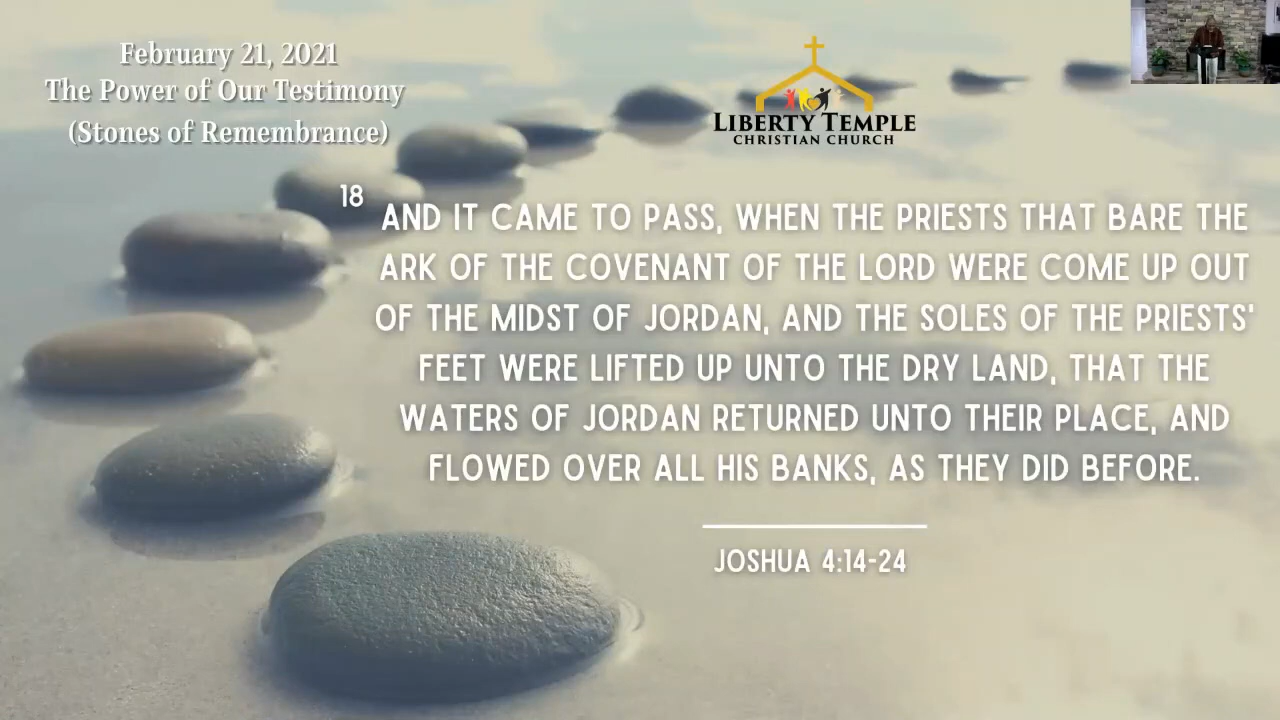 February 21, 2021
The Power of Our Testimony
(Stones of Remembrance)
LIBERTY TEMPLE
CHRISTIAN CHURCH
18
AND IT CAME TO PASS, WHEN THE PRIESTS THAT BARE THE
ARK OF THE COVENANT OF THE LORD WERE COME UP OUT
OF THE MIDST OF JORDAN, AND THE SOLES OF THE PRIESTS'
FEET WERE LIFTED UP UNTO THE DRY LAND, THAT THE
WATERS OF JORDAN RETURNED UNTO THEIR PLACE, AND
FLOWED OVER ALL HIS BANKS, AS THEY DID BEFORE.
JOSHUA 4:14-24